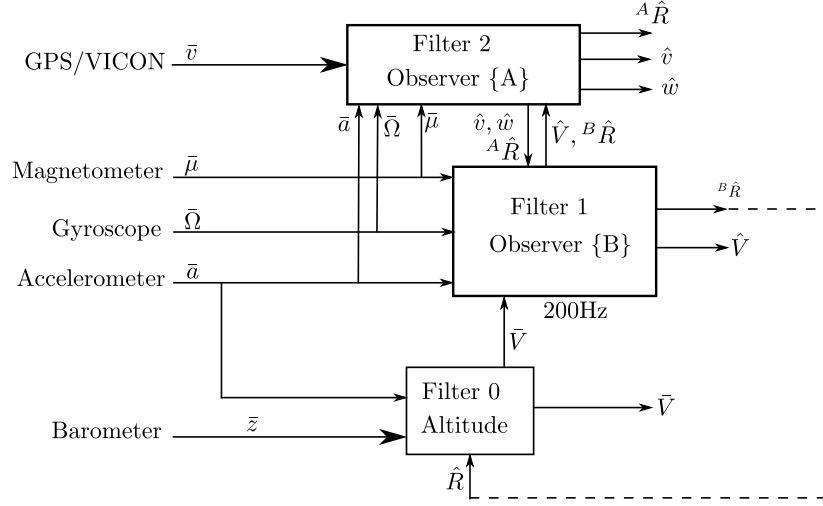 ᴬR̂
Filter 2
v̄
GPS/VICON
v̂
Observer {A}
ŵ
ā
Ω̄
μ̄
v̂, ŵ
V̂, ᴮR̂
ᴬR̂
Magnetometer
μ̄
ᴮR̂
Filter 1
Gyroscope
Ω̄
Observer {B}
V̂
Accelerometer
ā
200Hz
V̄
Filter 0
V̄
Altitude
Barometer
z̄
R̂